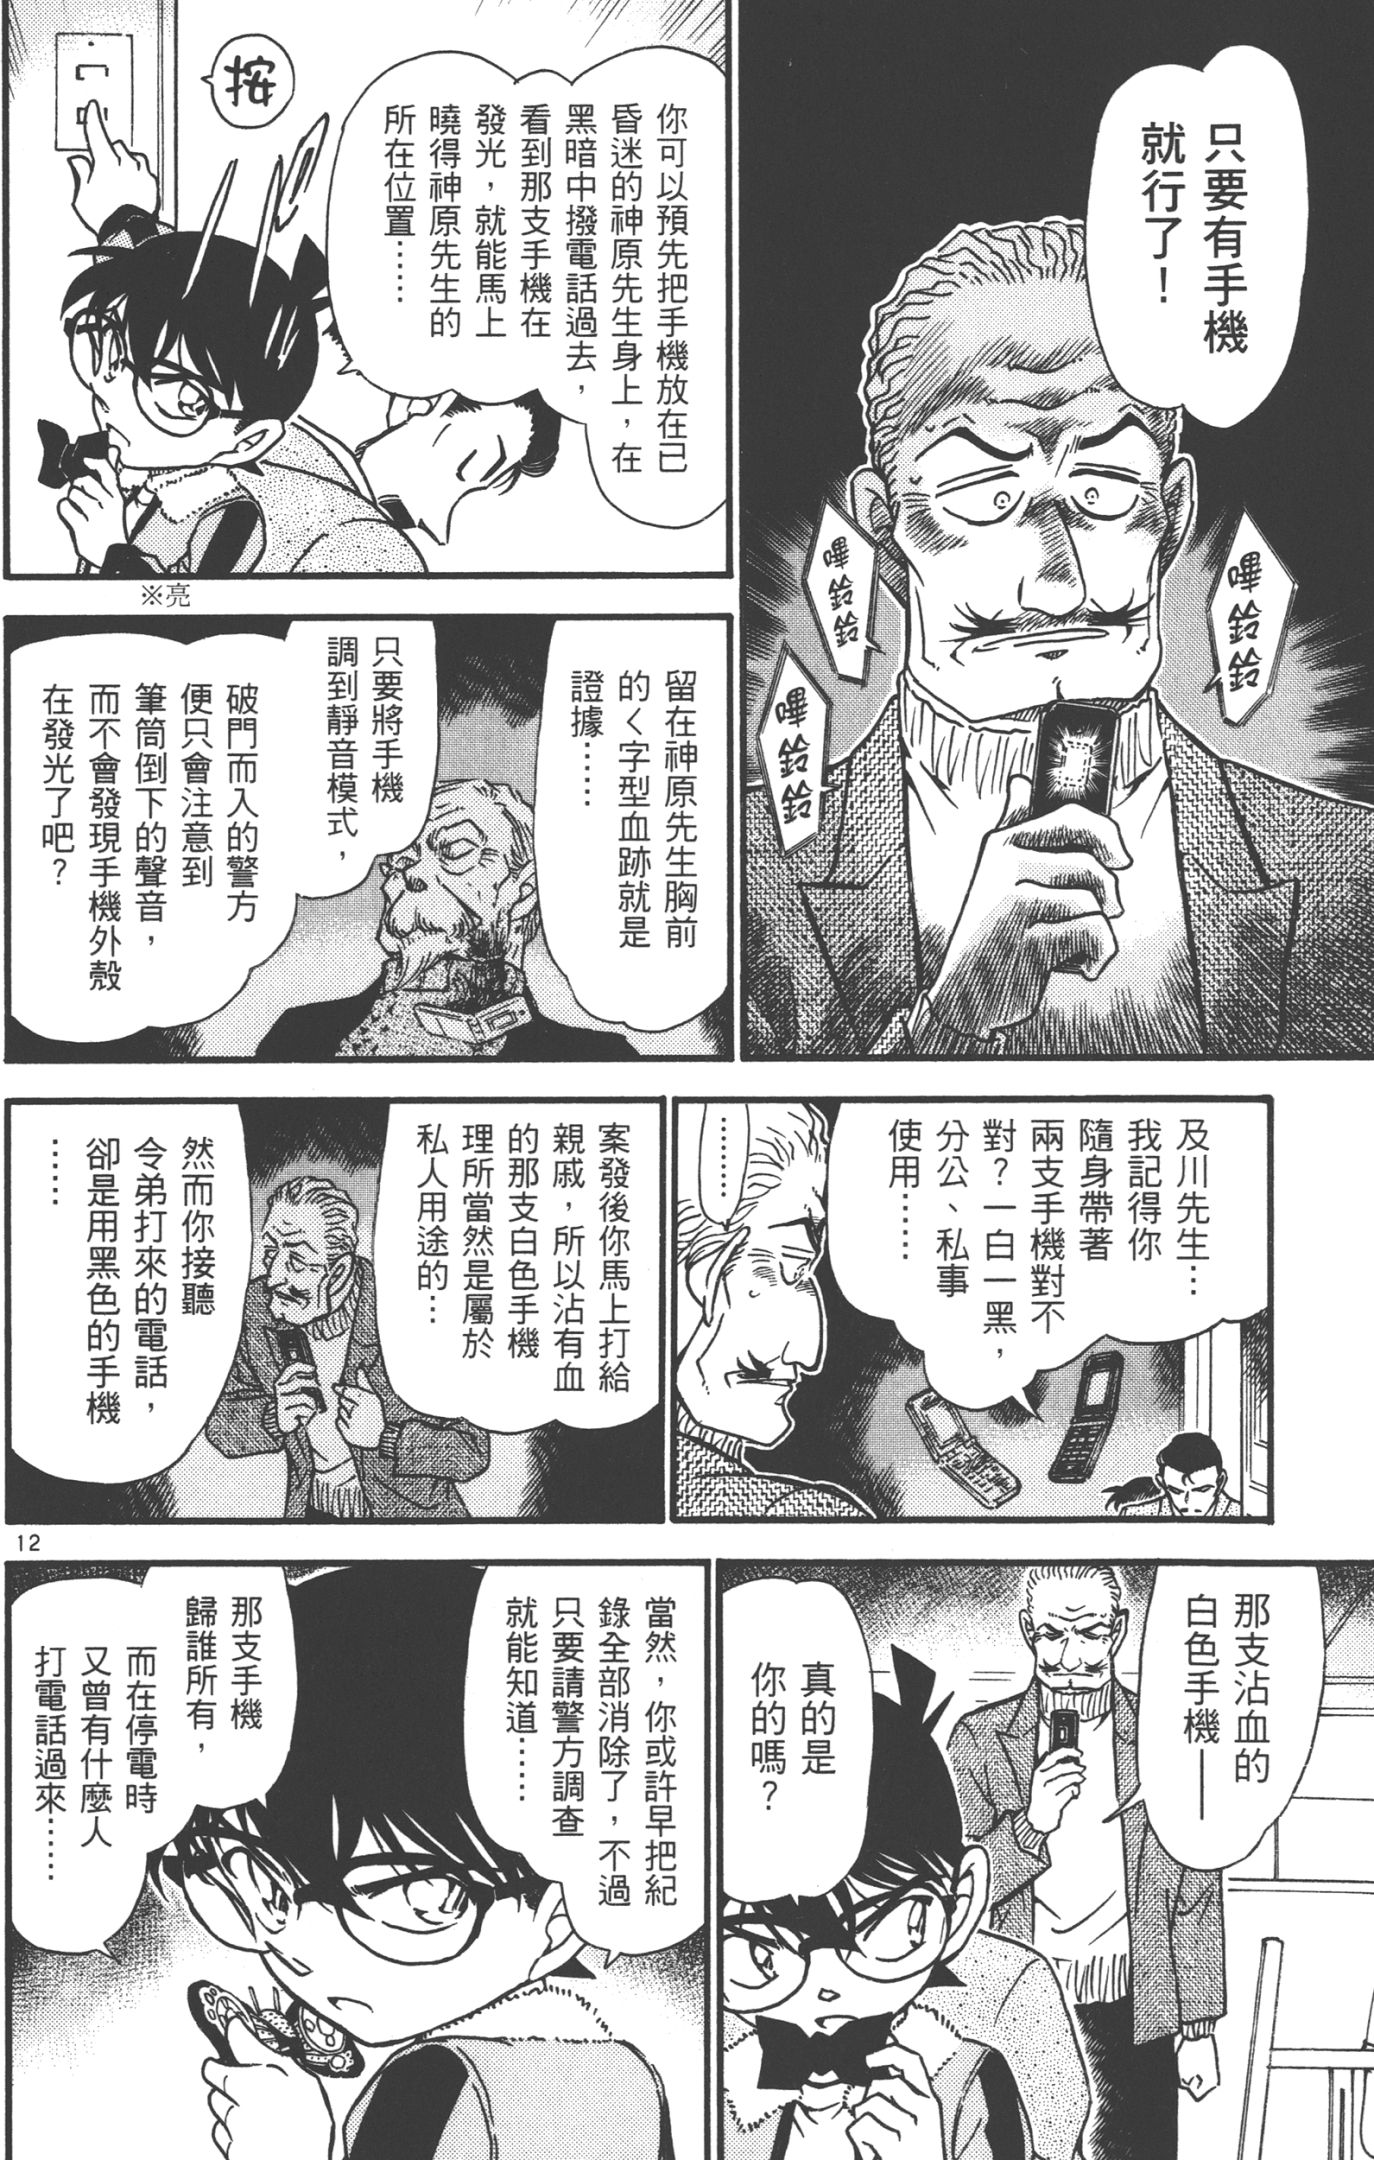 只要有手機
就行了！
嗶鈴鈴
嗶鈴鈴
嗶鈴鈴
你可以預先把手機放在已
昏迷的神原先生身上，在
黑暗中撥電話過去，
看到那支手機在
發光，就能馬上
曉得神原先生的
所在位置……
按
※亮
留在神原先生胸前
的ㄑ字型血跡就是
證據……
只要將手機
調到靜音模式，
破門而入的警方
便只會注意到
筆筒倒下的聲音，
而不會發現手機外殼
在發光了吧？
及川先生…
我記得你
隨身帶著
兩支手機對不
對？一白一黑，
分公、私事
使用……
……
案發後你馬上打給
親戚，所以沾有血
的那支白色手機
理所當然是屬於
私人用途的…
然而你接聽
令弟打來的電話，
卻是用黑色的手機
……
12
那支沾血的
白色手機——
真的是
你的嗎？
當然，你或許早把紀
錄全部消除了，不過
只要請警方調查
就能知道……
那支手機
歸誰所有，
而在停電時
又曾有什麼人
打電話過來……